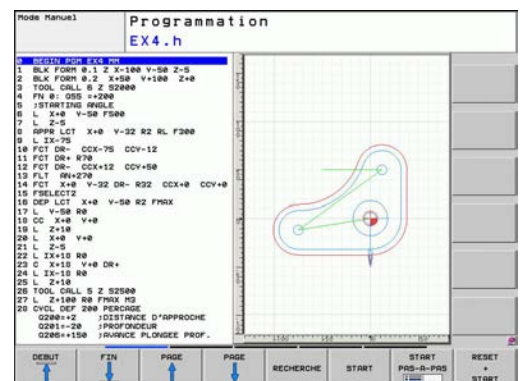 Mode Manuel
Programmation
EX4.h
0 BEGIN PGM EX4 MM
1 BLK FORM 0.1 Z X-100 Y-50 Z-5
2 BLK FORM 0.2 X+50 Y+100 Z+0
3 TOOL CALL 6 Z S2000
4 FN 0: Q55 =+200
5 ;STARTING ANGLE
6 L X+0 Y-50 F500
7 L Z-5
8 APPR LCT X+0 Y-32 R2 RL F300
9 L IX-75
10 FCT DR- CCX-75 CCY-12
11 FCT DR+ R70
12 FCT DR- CCX+12 CCY+50
13 FLT AN+270
14 FCT X+0 Y-32 DR- R32 CCX+0 CCY+0
15 FSELECT2
16 DEP LCT X+0 Y-50 R2 FMAX
17 L Y-50 R0
18 CC X+0 Y+0
19 L Z+10
20 L X+0 Y+0
21 L Z-5
22 L IX+18 R0
23 C X+18 Y+0 DR+
24 L IX-18 R0
25 L Z+10
26 TOOL CALL 5 Z S2500
27 L Z+100 R0 FMAX M3
28 CYCL DEF 200 PERCAGE
Q200=+2 ;DISTANCE D'APPROCHE
Q201=-20 ;PROFONDEUR
Q206=+150 ;AVANCE PLONGEE PROF.
DEBUT
FIN
PAGE
PAGE
RECHERCHE
START
START
PAS-A-PAS
RESET
+
START